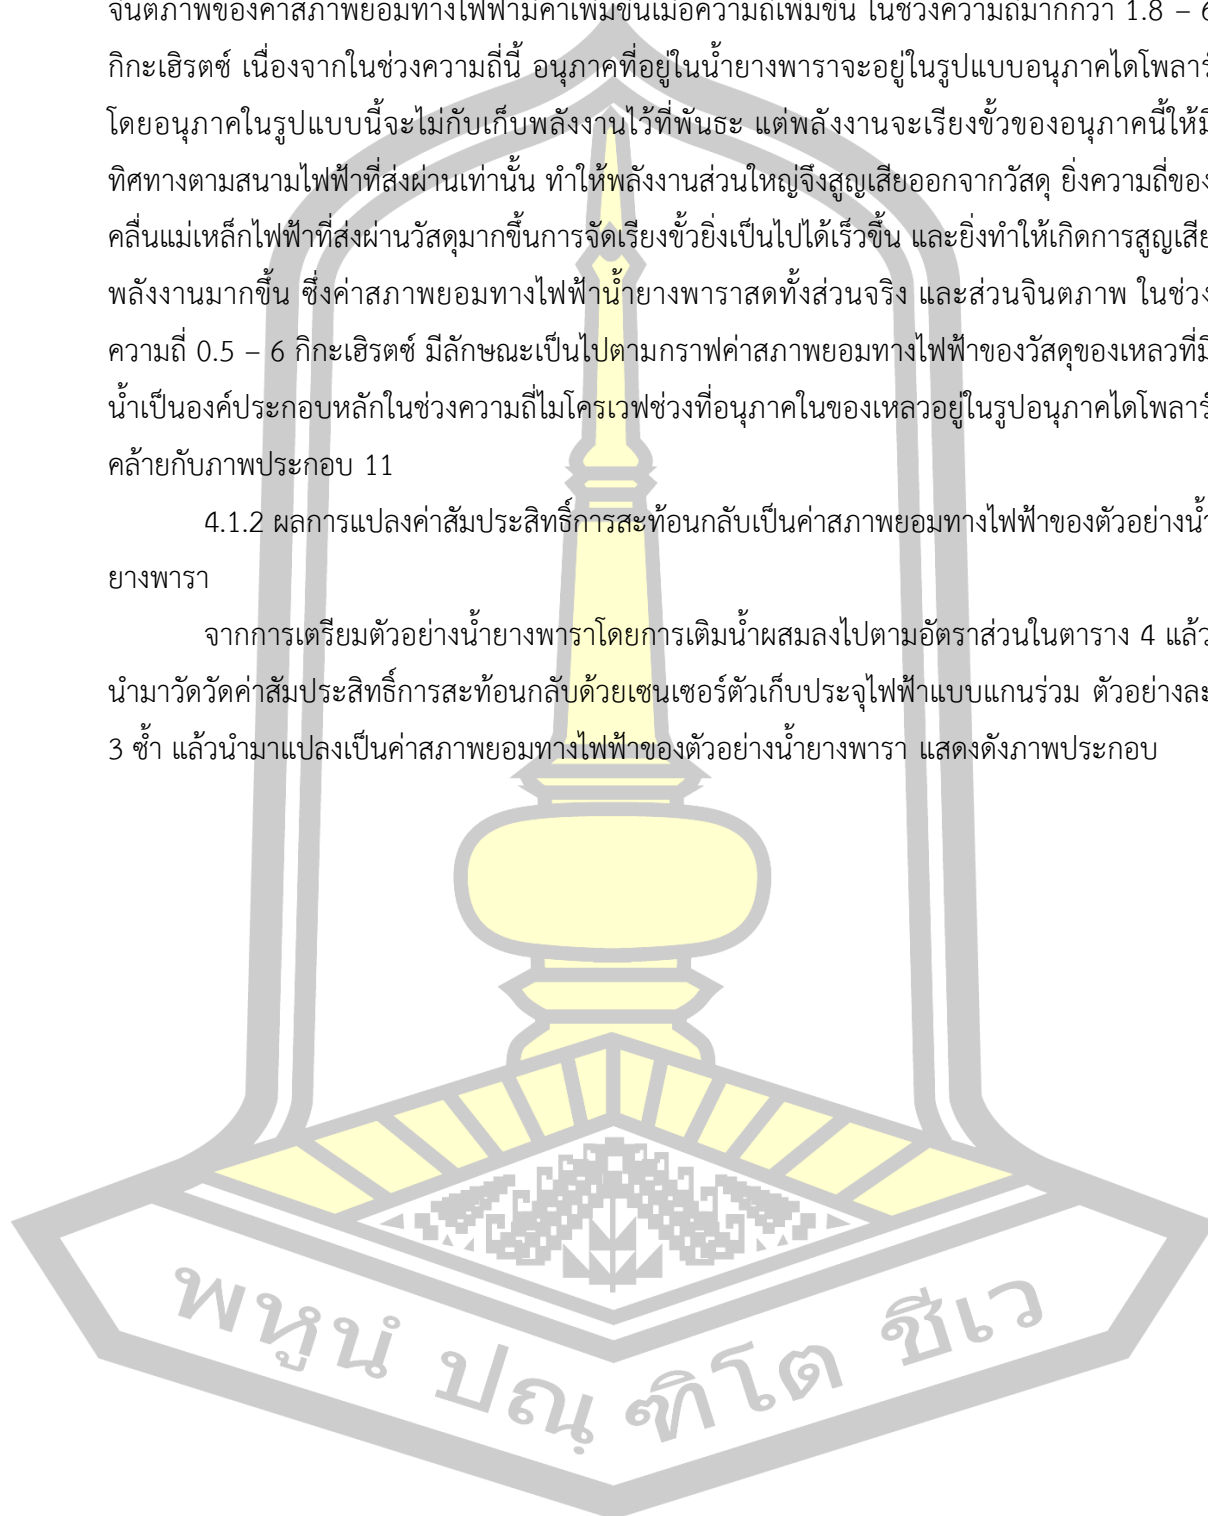 จินตภาพของค่าสภาพยอมทางไฟฟ้ามีค่าเพิ่มขึ้นเมื่อความถี่เพิ่มขึ้น ในช่วงความถี่มากกว่า 1.8 – 6
กิกะเฮิรตซ์ เนื่องจากในช่วงความถี่นี้ อนุภาคที่อยู่ในน้ำยางพาราจะอยู่ในรูปแบบอนุภาคไดโพลาร์
โดยอนุภาคในรูปแบบนี้จะไม่กับเก็บพลังงานไว้ที่พันธะ แต่พลังงานจะเรียงขั้วของอนุภาคนี้ให้มี
ทิศทางตามสนามไฟฟ้าที่ส่งผ่านเท่านั้น ทำให้พลังงานส่วนใหญ่จึงสูญเสียออกจากวัสดุ ยิ่งความถี่ของ
คลื่นแม่เหล็กไฟฟ้าที่ส่งผ่านวัสดุมากขึ้นการจัดเรียงขั้วยิ่งเป็นไปได้เร็วขึ้น และยิ่งทำให้เกิดการสูญเสีย
พลังงานมากขึ้น ซึ่งค่าสภาพยอมทางไฟฟ้าน้ำยางพาราสดทั้งส่วนจริง และส่วนจินตภาพ ในช่วง
ความถี่ 0.5 – 6 กิกะเฮิรตซ์ มีลักษณะเป็นไปตามกราฟค่าสภาพยอมทางไฟฟ้าของวัสดุของเหลวที่มี
น้ำเป็นองค์ประกอบหลักในช่วงความถี่ไมโครเวฟช่วงที่อนุภาคในของเหลวอยู่ในรูปอนุภาคไดโพลาร์
คล้ายกับภาพประกอบ 11
4.1.2 ผลการแปลงค่าสัมประสิทธิ์การสะท้อนกลับเป็นค่าสภาพยอมทางไฟฟ้าของตัวอย่างน้ำ
ยางพารา
จากการเตรียมตัวอย่างน้ำยางพาราโดยการเติมน้ำผสมลงไปตามอัตราส่วนในตาราง 4 แล้ว
นำมาวัดวัดค่าสัมประสิทธิ์การสะท้อนกลับด้วยเซนเซอร์ตัวเก็บประจุไฟฟ้าแบบแกนร่วม ตัวอย่างละ
3 ซ้ำ แล้วนำมาแปลงเป็นค่าสภาพยอมทางไฟฟ้าของตัวอย่างน้ำยางพารา แสดงดังภาพประกอบ
พหูนํ ปณฺ ฑิโต ชีเว